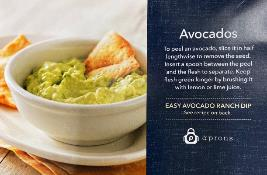 Avocados
To peel an avocado, slice it in half
lengthwise to remove the seed.
Insert a spoon between the peel
and the flesh to separate. Keep
flesh green longer by brushing it
with lemon or lime juice.
EASY AVOCADO RANCH DIP
See recipe on back.
aprons